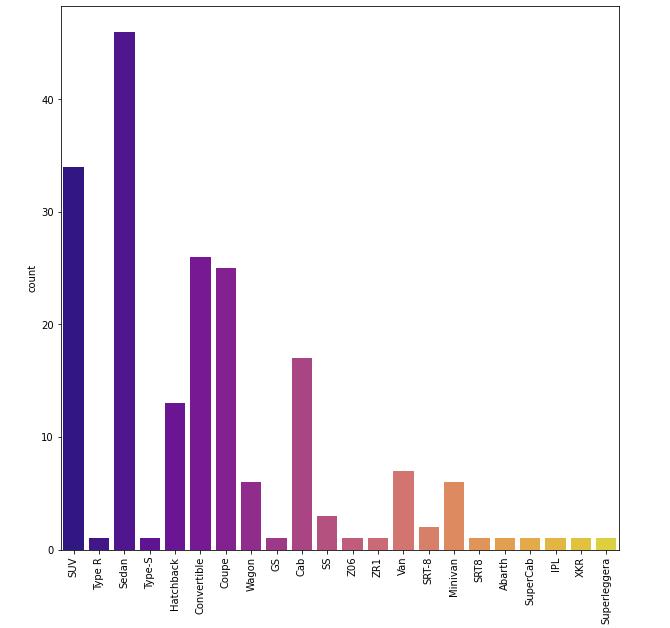 40
30
20
10
0
count
SUV
Type R
Sedan
Type-S
Hatchback
Convertible
Coupe
Wagon
GS
Cab
SS
Z06
ZR1
Van
SRT-8
Minivan
SRT8
Abarth
SuperCab
IPL
XKR
Superleggera